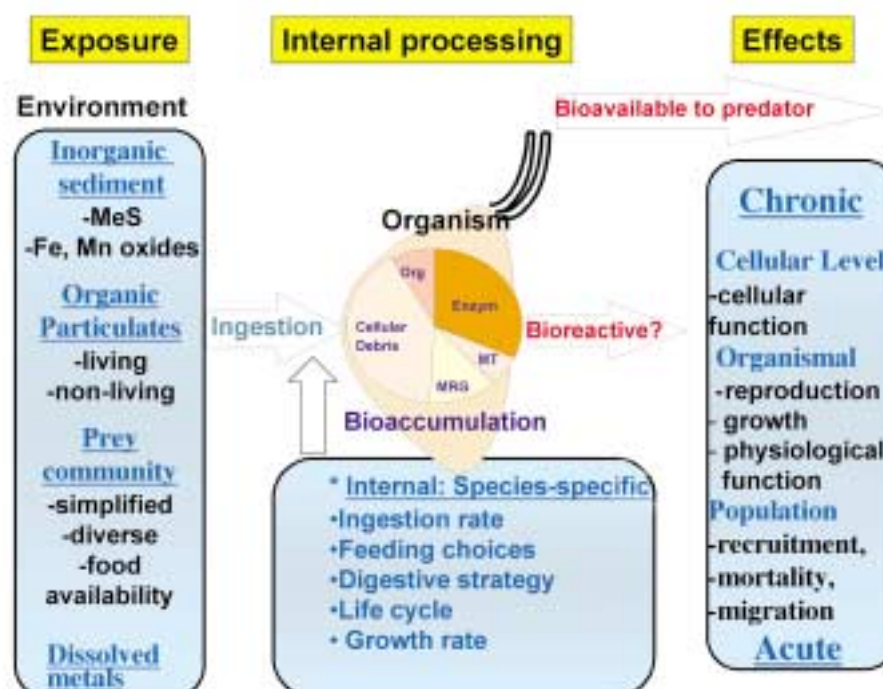 Exposure
Internal processing
Effects
Environment
Inorganic
sediment
-MeS
-Fe, Mn oxides
Organic
Particulates
-living
-non-living
Prey
community
-simplified
-diverse
-food
availability
Dissolved
metals
Ingestion
Organism
Org
Enzym
Cellular
Debris
MT
MRG
Bioaccumulation
* Internal: Species-specific
•Ingestion rate
•Feeding choices
•Digestive strategy
•Life cycle
• Growth rate
Bioavailable to predator
Bioreactive?
Chronic
Cellular Level
-cellular
function
Organismal
-reproduction
- growth
- physiological
function
Population
-recruitment,
-mortality,
-migration
Acute